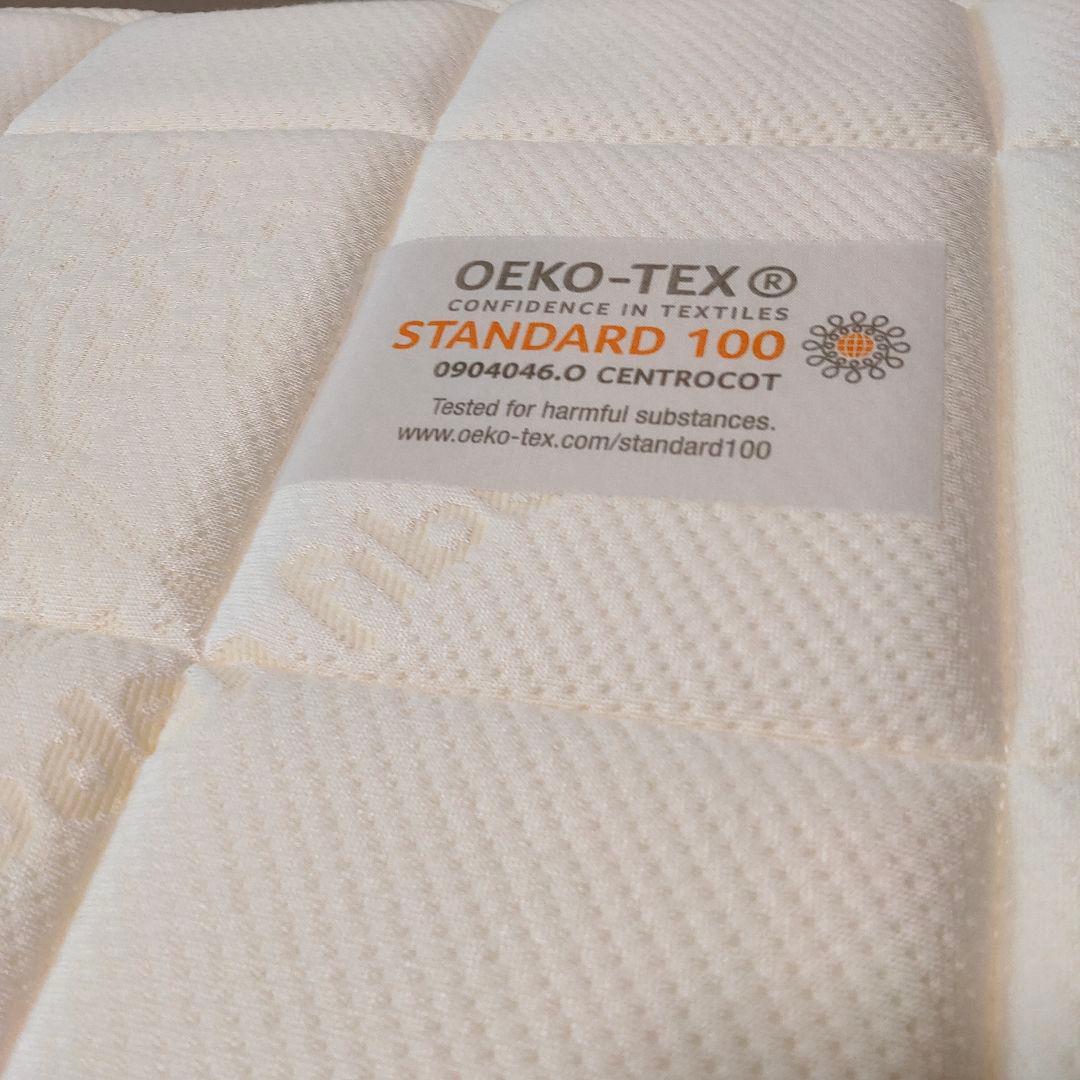 OEKO-TEX®
CONFIDENCE IN TEXTILES
STANDARD 100
0904046.O CENTROCOT
Tested for harmful substances.
www.oeko-tex.com/standard100